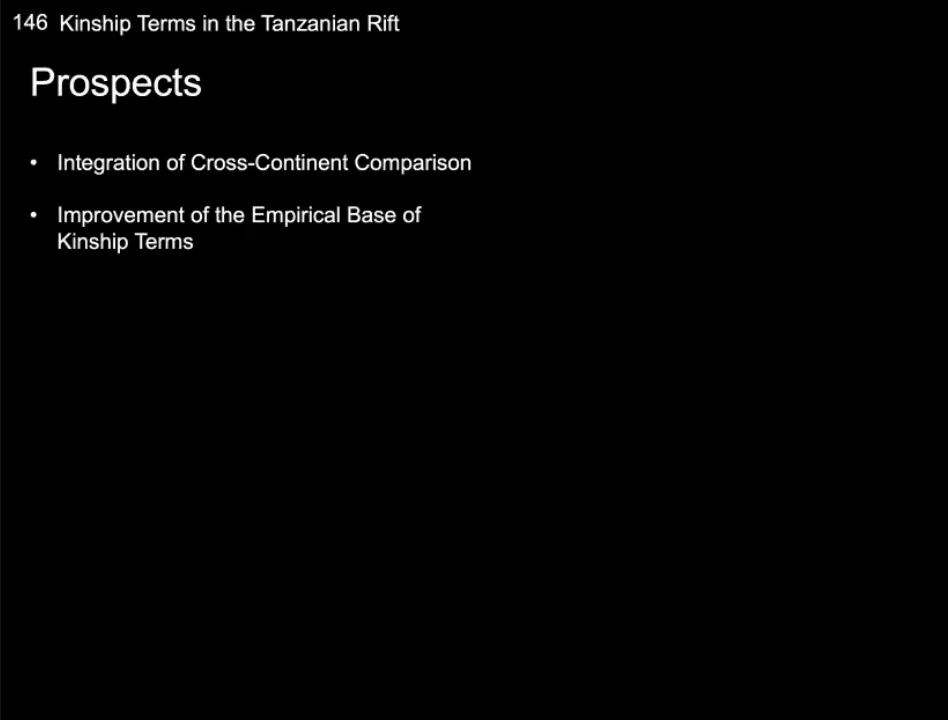 146 Kinship Terms in the Tanzanian Rift
Prospects
• Integration of Cross-Continent Comparison
• Improvement of the Empirical Base of
Kinship Terms